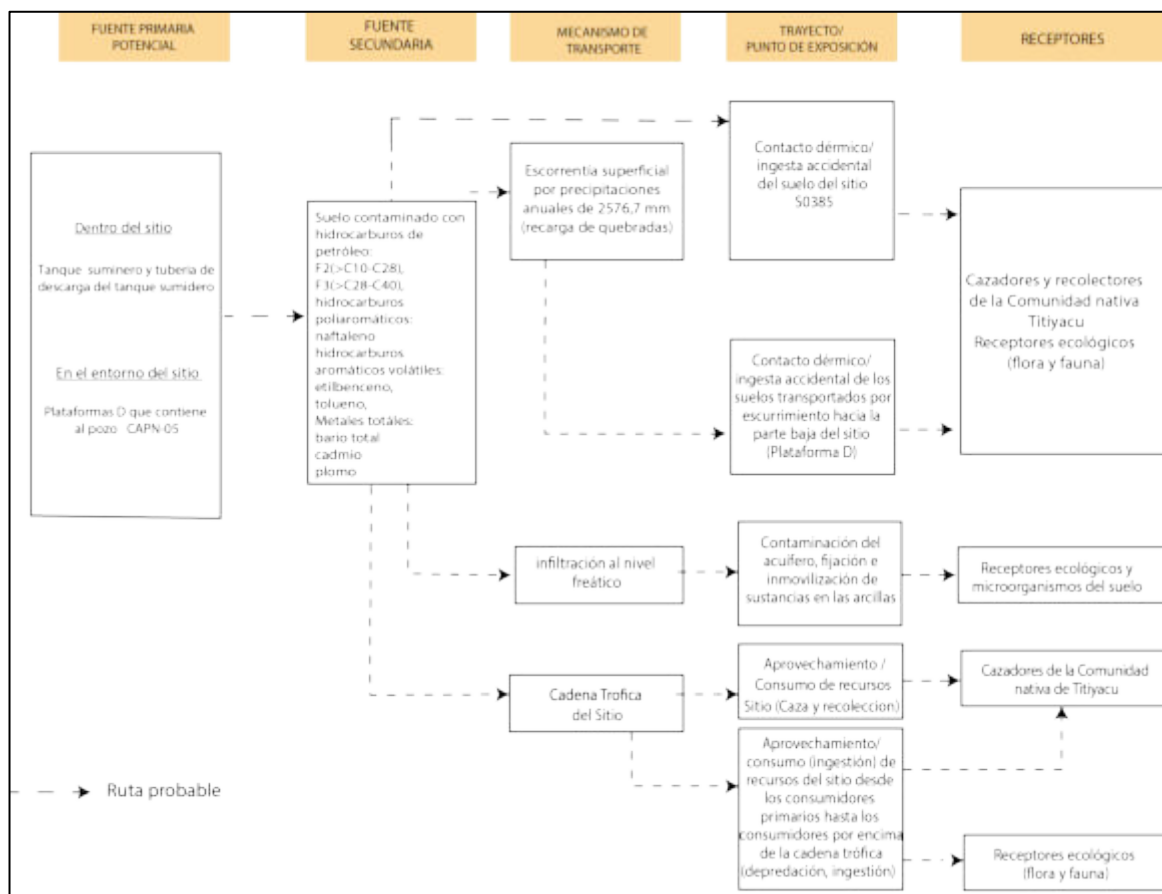 FUENTE PRIMARIA
POTENCIAL
FUENTE
SECUNDARIA
MECANISMO DE
TRANSPORTE
TRAYECTO/
PUNTO DE EXPOSICIÓN
RECEPTORES
Dentro del sitio
Tanque suminero y tuberia de
descarga del tanque sumidero
En el entorno del sitio
Plataformas D que contiene
al pozo CAPN-05
Suelo contaminado con
hidrocarburos de
petróleo:
F2(>C10-C28),
F3(>C28-C40),
hidrocarburos
poliaromáticos:
naftaleno
hidrocarburos
aromáticos volátiles:
etilbenceno,
tolueno,
Metales totáles:
bario total
cadmio
plomo
Escorrentía superficial
por precipitaciones
anuales de 2576,7 mm
(recarga de quebradas)
infiltración al nivel
freático
Cadena Trofica
del Sitio
Contacto dérmico/
ingesta accidental
del suelo del sitio
S0385
Contacto dérmico/
ingesta accidental de los
suelos transportados por
escurrimiento hacia la
parte baja del sitio
(Plataforma D)
Contaminación del
acuífero, fijación e
inmovilización de
sustancias en las arcillas
Aprovechamiento /
Consumo de recursos
Sitio (Caza y recoleccion)
Aprovechamiento/
consumo (ingestión) de
recursos del sitio desde
los consumidores
primarios hasta los
consumidores por encima
de la cadena trófica
(depredación, ingestión)
Cazadores y recolectores
de la Comunidad nativa
Titiyacu
Receptores ecológicos
(flora y fauna)
Receptores ecológicos y
microorganismos del suelo
Cazadores de la Comunidad
nativa de Titiyacu
Receptores ecológicos
(flora y fauna)
Ruta probable